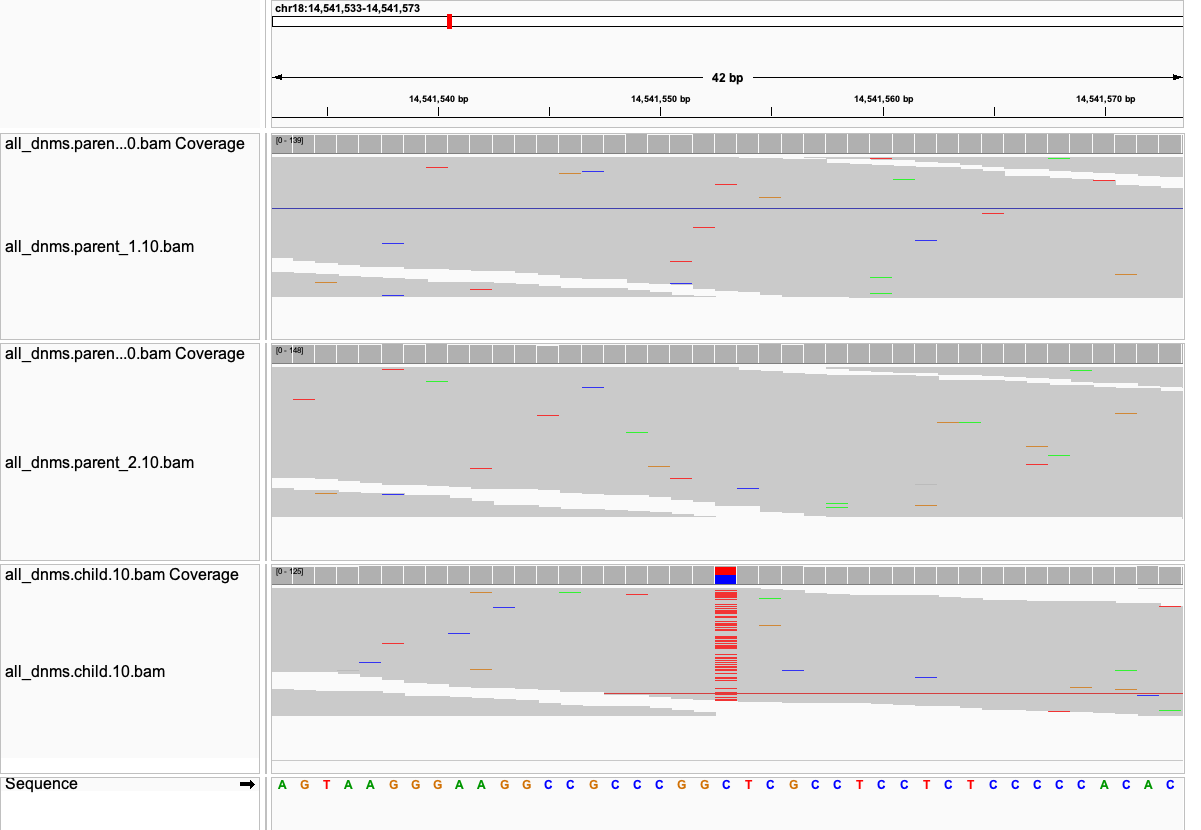 chr18:14,541,533-14,541,573
42 bp
14,541,540 bp 14,541,550 bp 14,541,560 bp 14,541,570 bp
all_dnms.paren...0.bam Coverage
[0 - 139]
all_dnms.parent_1.10.bam
all_dnms.paren...0.bam Coverage
[0 - 148]
all_dnms.parent_2.10.bam
all_dnms.child.10.bam Coverage
[0 - 125]
all_dnms.child.10.bam
Sequence A G T A A G G G A A G G C C G C C C G G C T C G C C T C C T C T C C C C C A C A C